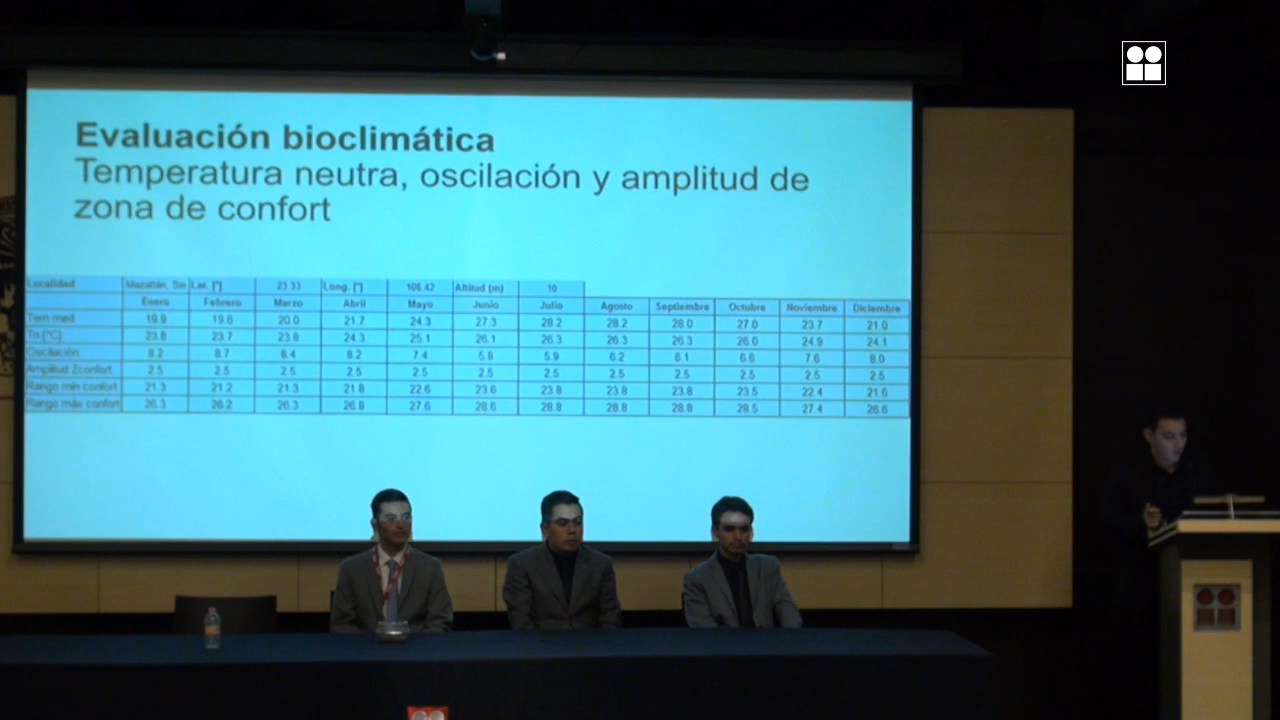 Evaluación bioclimática
Temperatura neutra, oscilación y amplitud de
zona de confort
Localidad Mazatlán, Sin Lat. [°] 23.33 Long. [°] 106.42 Altitud (m) 10
Enero Febrero Marzo Abril Mayo Junio Julio Agosto Septiembre Octubre Noviembre Diciembre
Tem med 19.9 19.6 20.0 21.7 24.3 27.3 28.2 28.2 28.0 27.0 23.7 21.0
Tn [°C] 23.8 23.7 23.8 24.3 25.1 26.1 26.3 26.3 26.3 26.0 24.9 24.1
Oscilación 8.2 8.7 8.4 8.2 7.4 5.8 5.9 6.2 6.1 6.6 7.6 8.0
Amplitud Zconfort 2.5 2.5 2.5 2.5 2.5 2.5 2.5 2.5 2.5 2.5 2.5 2.5
Rango min confort 21.3 21.2 21.3 21.8 22.6 23.6 23.8 23.8 23.8 23.5 22.4 21.6
Rango máx confort 26.3 26.2 26.3 26.8 27.6 28.6 28.8 28.8 28.8 28.5 27.4 26.6